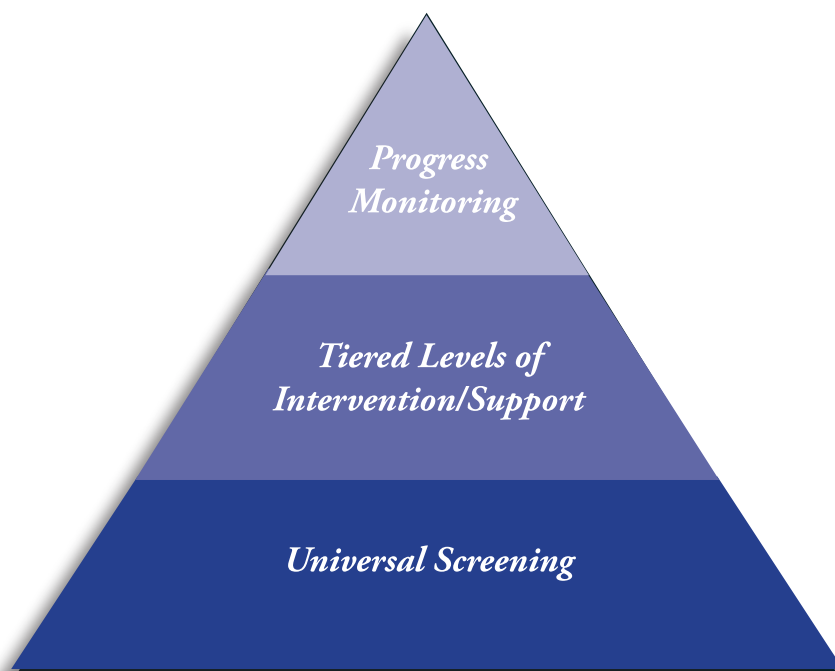 Progress
Monitoring
Tiered Levels of
Intervention/Support
Universal Screening